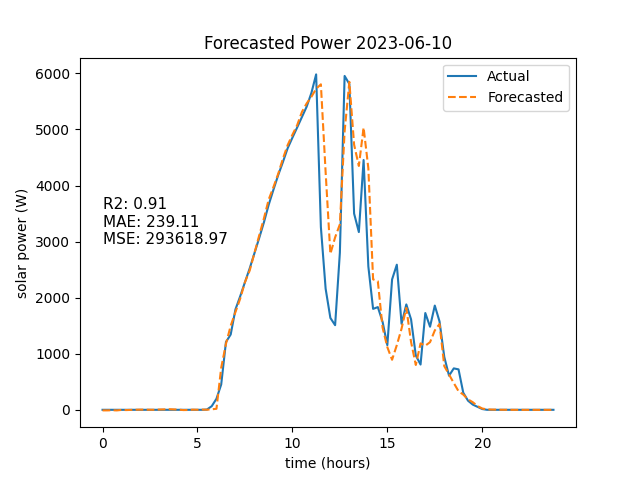 Forecasted Power 2023-06-10
6000
5000
4000
3000
2000
1000
0
solar power (W)
Actual
Forecasted
R2: 0.91
MAE: 239.11
MSE: 293618.97
0
5
10
15
20
time (hours)